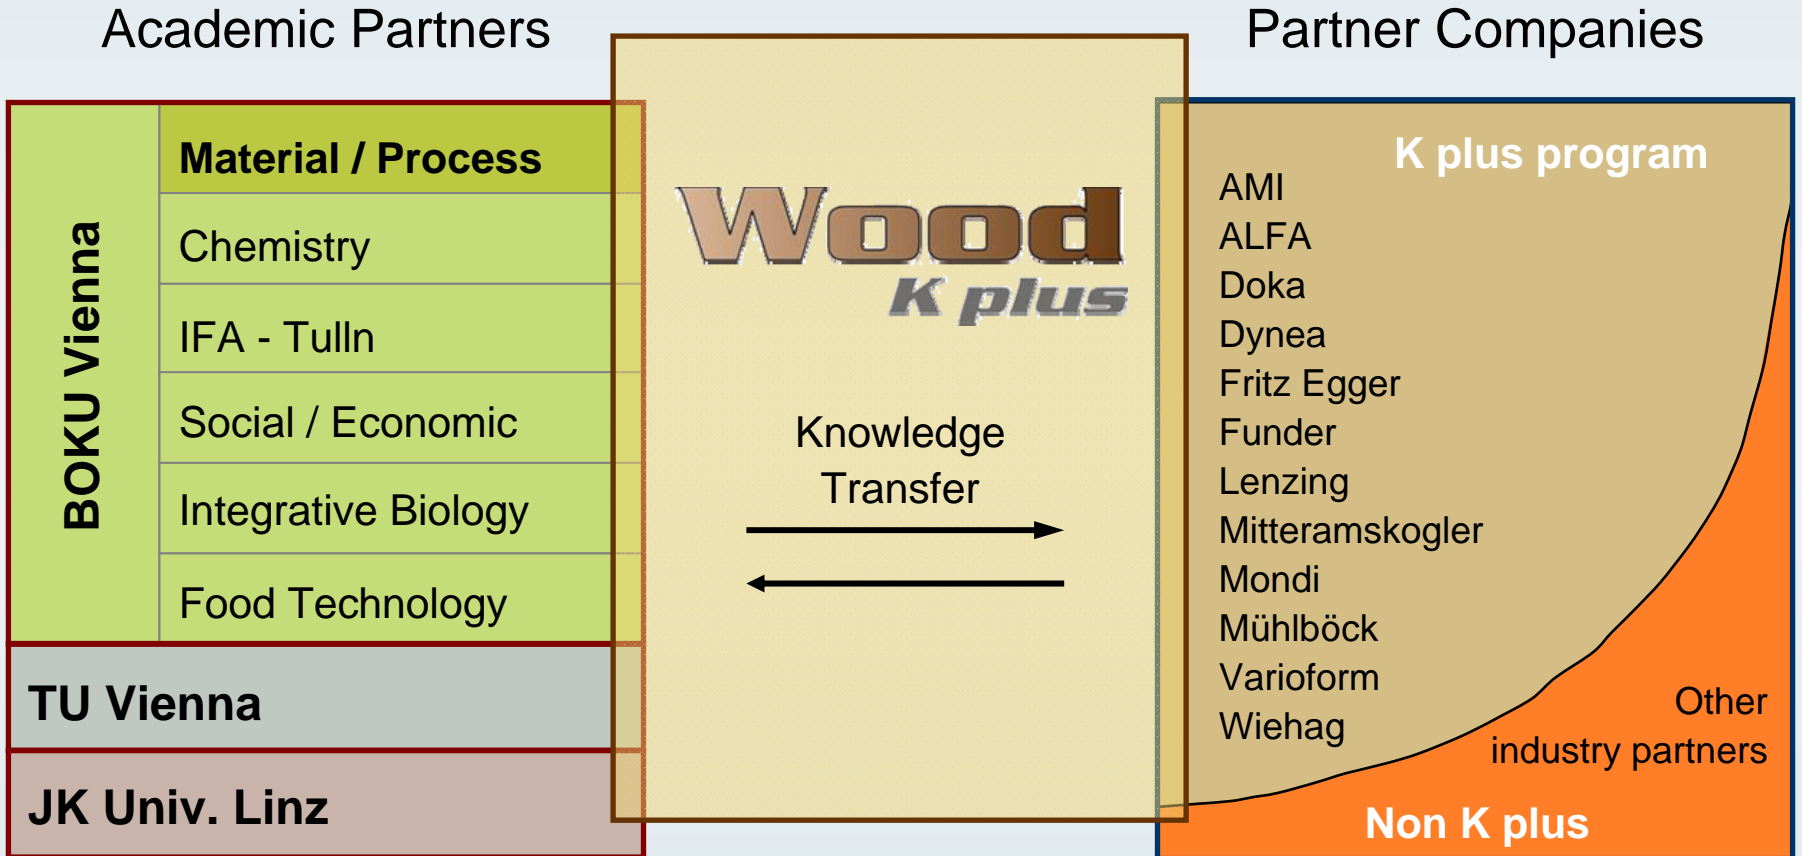 Academic Partners
BOKU Vienna
Material / Process
Chemistry
IFA - Tulln
Social / Economic
Integrative Biology
Food Technology
TU Vienna
JK Univ. Linz
Wood
K plus
Knowledge
Transfer
Partner Companies
K plus program
AMI
ALFA
Doka
Dynea
Fritz Egger
Funder
Lenzing
Mitteramskogler
Mondi
Mühlböck
Varioform
Wiehag
Other
industry partners
Non K plus